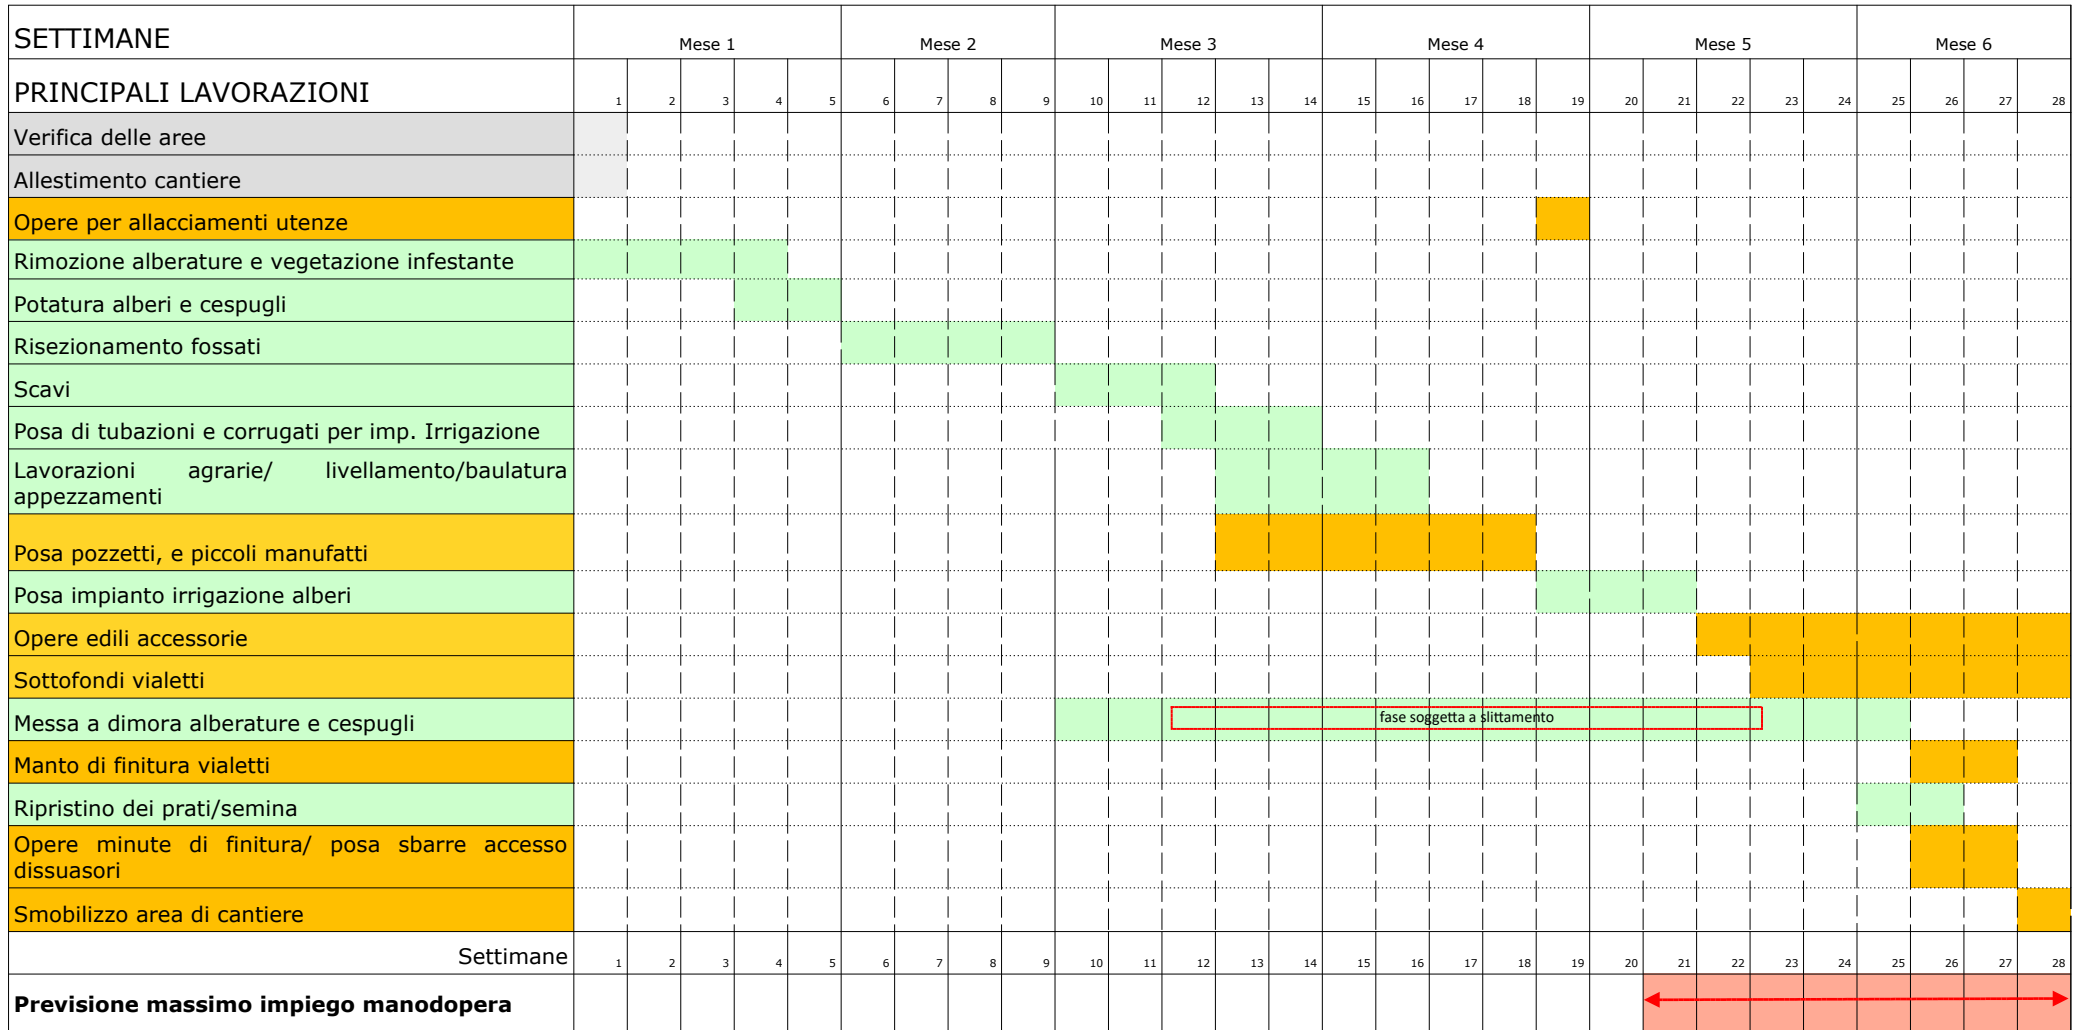 SETTIMANE Mese 1 Mese 2 Mese 3 Mese 4 Mese 5 Mese 6
PRINCIPALI LAVORAZIONI 1 2 3 4 5 6 7 8 9 10 11 12 13 14 15 16 17 18 19 20 21 22 23 24 25 26 27 28
Verifica delle aree
Allestimento cantiere
Opere per allacciamenti utenze
Rimozione alberature e vegetazione infestante
Potatura alberi e cespugli
Risezionamento fossati
Scavi
Posa di tubazioni e corrugati per imp. Irrigazione
Lavorazioni agrarie/ livellamento/baulatura
appezzamenti
Posa pozzetti, e piccoli manufatti
Posa impianto irrigazione alberi
Opere edili accessorie
Sottofondi vialetti
Messa a dimora alberature e cespugli fase soggetta a slittamento
Manto di finitura vialetti
Ripristino dei prati/semina
Opere minute di finitura/ posa sbarre accesso
dissuasori
Smobilizzo area di cantiere
Settimane 1 2 3 4 5 6 7 8 9 10 11 12 13 14 15 16 17 18 19 20 21 22 23 24 25 26 27 28
Previsione massimo impiego manodopera